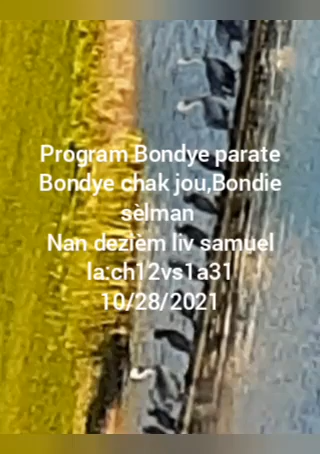 Program Bondye parate
Bondye chak jou,Bondie
sèlman
Nan dezièm liv samuel
la:ch12vs1a31
10/28/2021